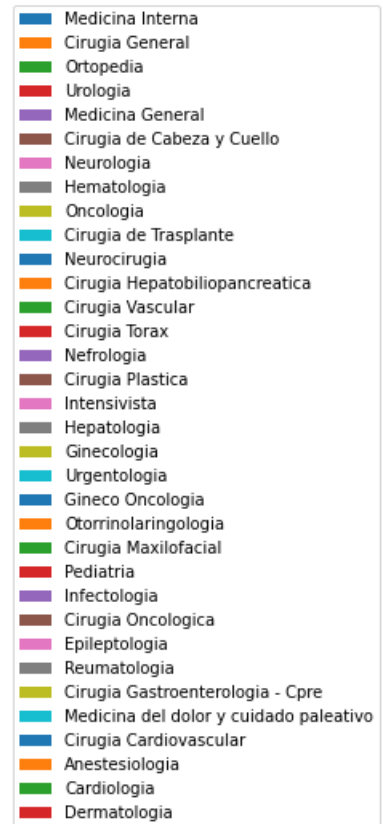 Medicina Interna
Cirugia General
Ortopedia
Urologia
Medicina General
Cirugia de Cabeza y Cuello
Neurologia
Hematologia
Oncologia
Cirugia de Trasplante
Neurocirugia
Cirugia Hepatobiliopancreatica
Cirugia Vascular
Cirugia Torax
Nefrologia
Cirugia Plastica
Intensivista
Hepatologia
Ginecologia
Urgentologia
Gineco Oncologia
Otorrinolaringologia
Cirugia Maxilofacial
Pediatria
Infectologia
Cirugia Oncologica
Epileptologia
Reumatologia
Cirugia Gastroenterologia - Cpre
Medicina del dolor y cuidado paleativo
Cirugia Cardiovascular
Anestesiologia
Cardiologia
Dermatologia